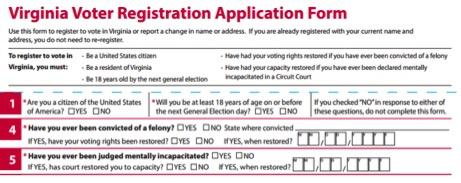 Virginia Voter Registration Application Form
Use this form to register to vote in Virginia or report a change in name or address. If you are already registered with your current name and
address, you do not need to re-register.
To register to vote in Virginia, you must:
- Be a United States citizen
- Be a resident of Virginia
- Be 18 years old by the next general election
- Have had your voting rights restored if you have ever been convicted of a felony
- Have had your capacity restored if you have ever been declared mentally
incapacitated in a Circuit Court
1
*Are you a citizen of the United States
of America? □YES □NO
*Will you be at least 18 years of age on or before
the next General Election day? □YES □NO
If you checked "NO" in response to either of
these questions, do not complete this form.
4
*Have you ever been convicted of a felony? □YES □NO State where convicted
If YES, have your voting rights been restored? □YES □NO If YES, when restored?
5
*Have you ever been judged mentally incapacitated? □YES □NO
If YES, has court restored you to capacity? □YES □NO If YES, when restored?